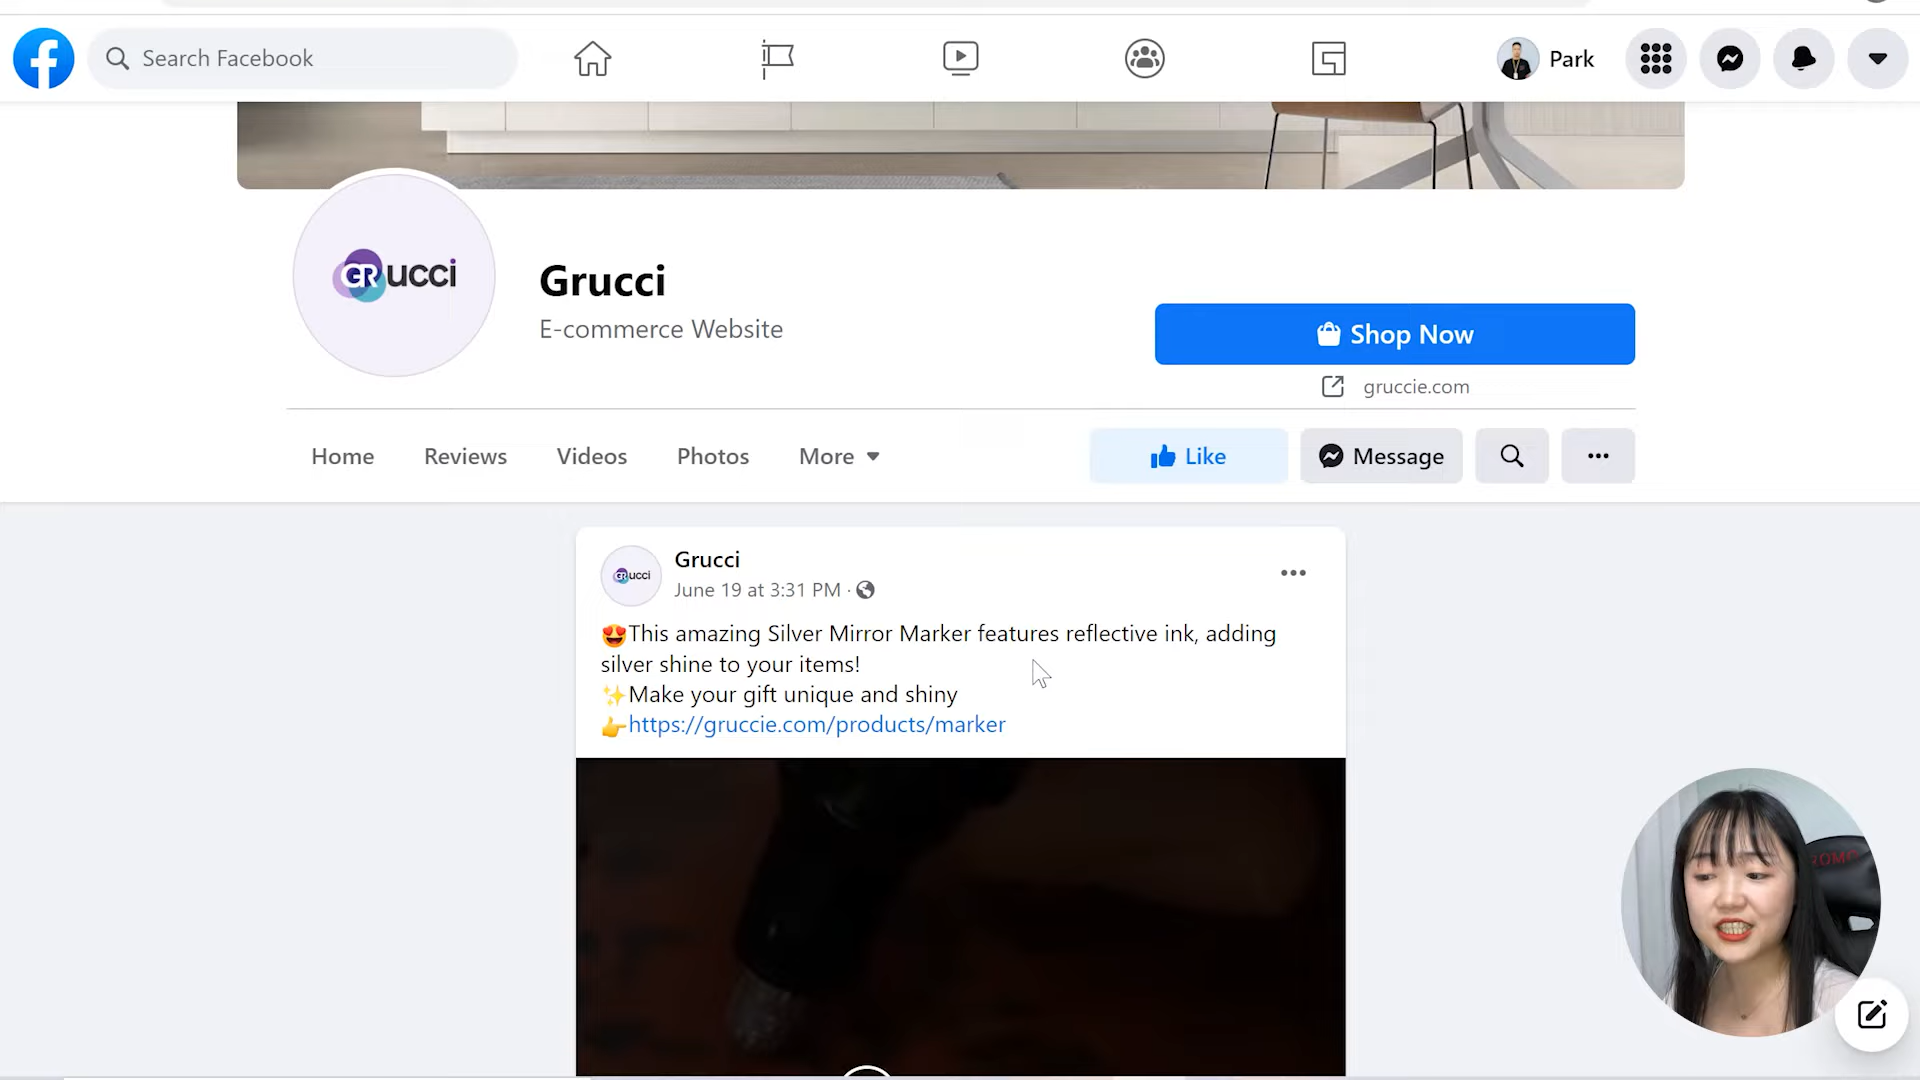 Search Facebook
Park
GRucci
Grucci
E-commerce Website
Shop Now
gruccie.com
Home
Reviews
Videos
Photos
More
Like
Message
GRucci
Grucci
June 19 at 3:31 PM ·
😍This amazing Silver Mirror Marker features reflective ink, adding
silver shine to your items!
✨Make your gift unique and shiny
👉https://gruccie.com/products/marker